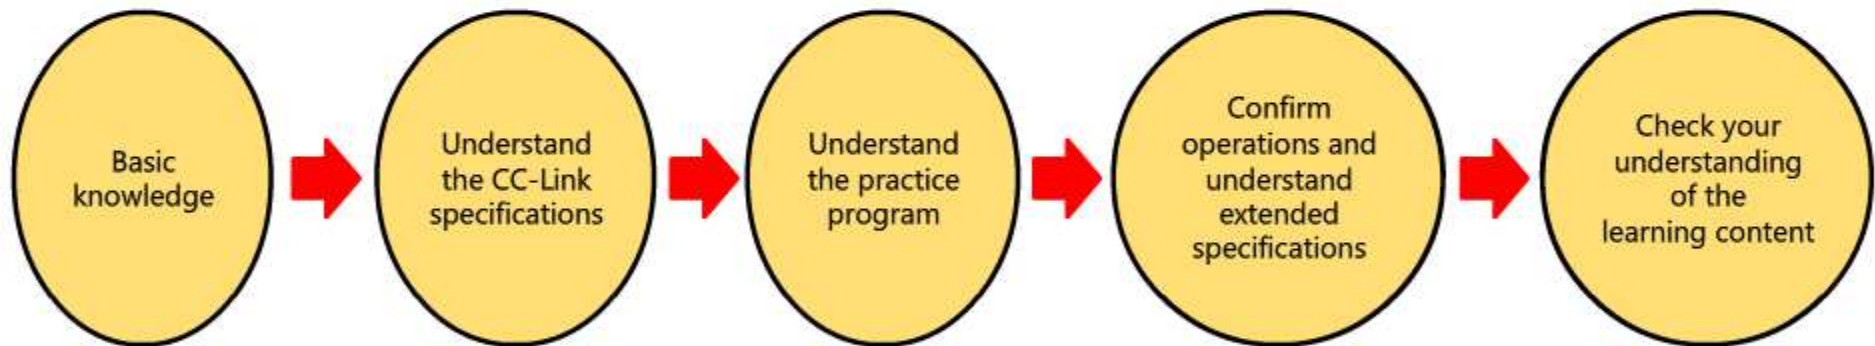 Basic
knowledge
Understand
the CC-Link
specifications
Understand
the practice
program
Confirm
operations and
understand
extended
specifications
Check your
understanding
of the
learning content